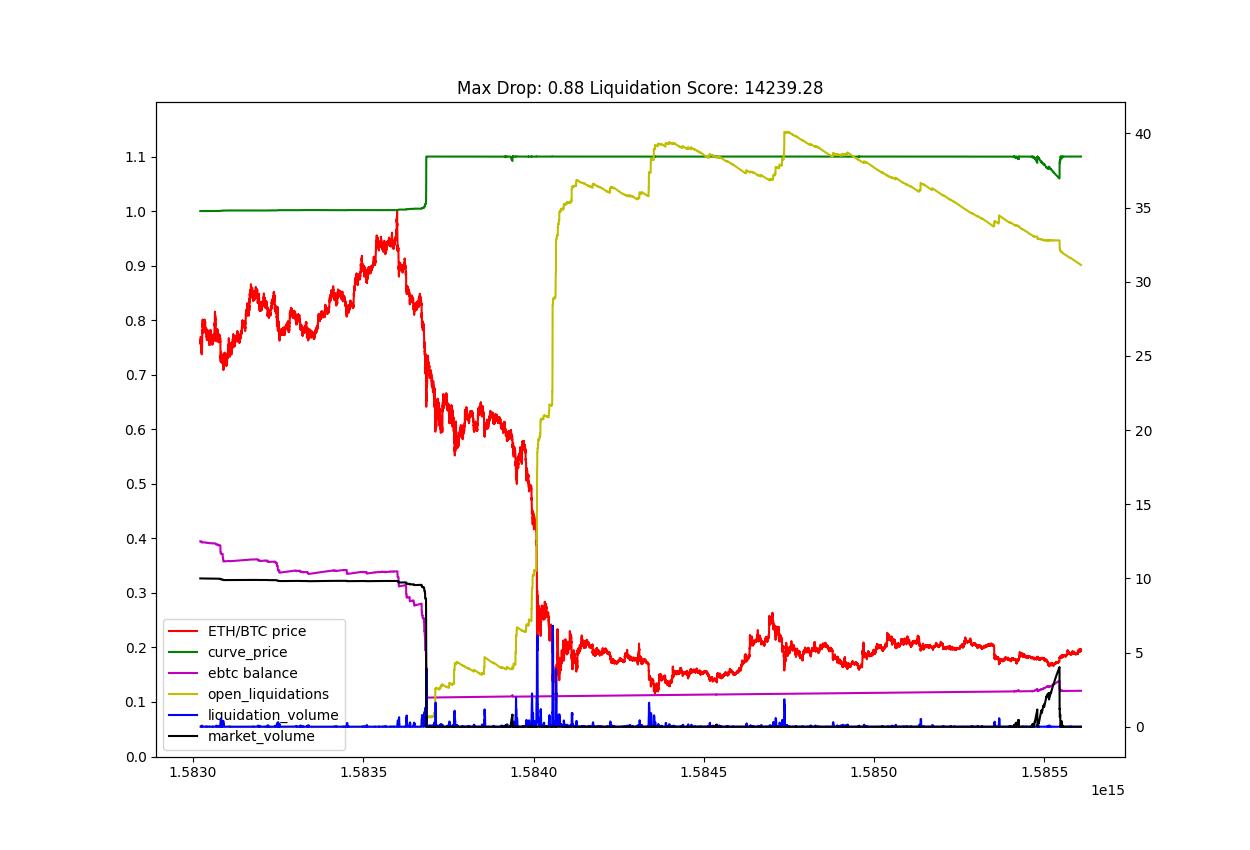 Max Drop: 0.88 Liquidation Score: 14239.28
1.1
1.0
0.9
0.8
0.7
0.6
0.5
0.4
0.3
0.2
0.1
0.0
40
35
30
25
20
15
10
5
0
ETH/BTC price
curve_price
ebtc balance
open_liquidations
liquidation_volume
market_volume
1.5830 1.5835 1.5840 1.5845 1.5850 1.5855
1e15